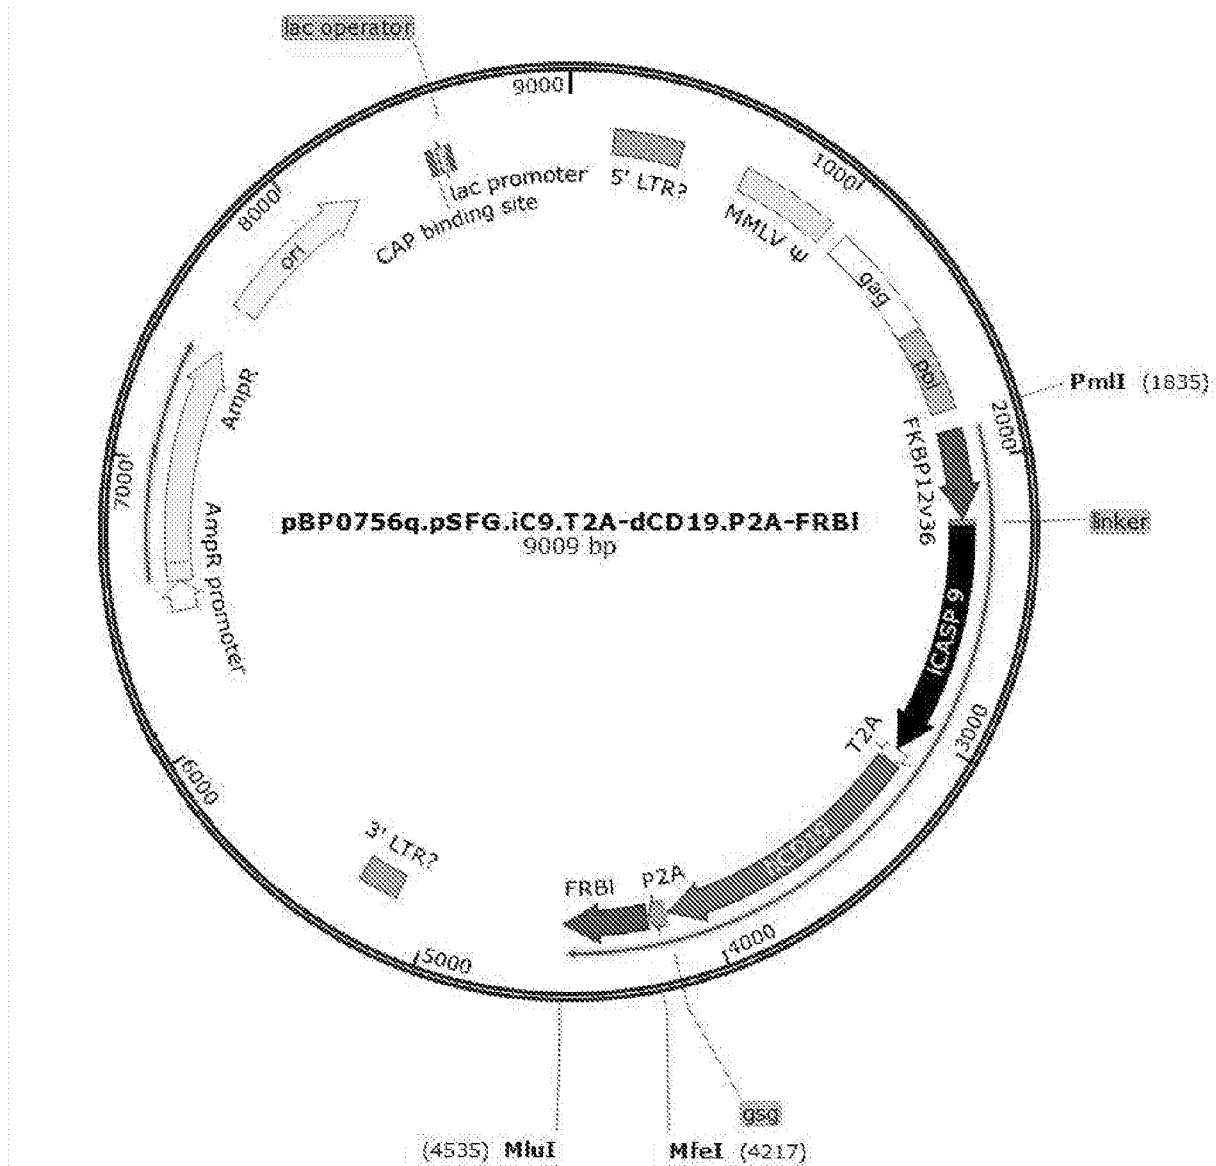 lac operator
9000
5' LTR?
lac promoter
CAP binding site
1000
8000
ori
MMLV Ψ
gag
pol
PmlI (1835)
2000
AmpR
FKBP12v36
7000
linker
pBP0756q.pSFG.iC9.T2A-dCD19.P2A-FRBl
9009 bp
AmpR promoter
iCASP 9
T2A
3000
6000
3' LTR?
FRBl
P2A
4000
5000
gsg
(4535) MluI
MfeI (4217)